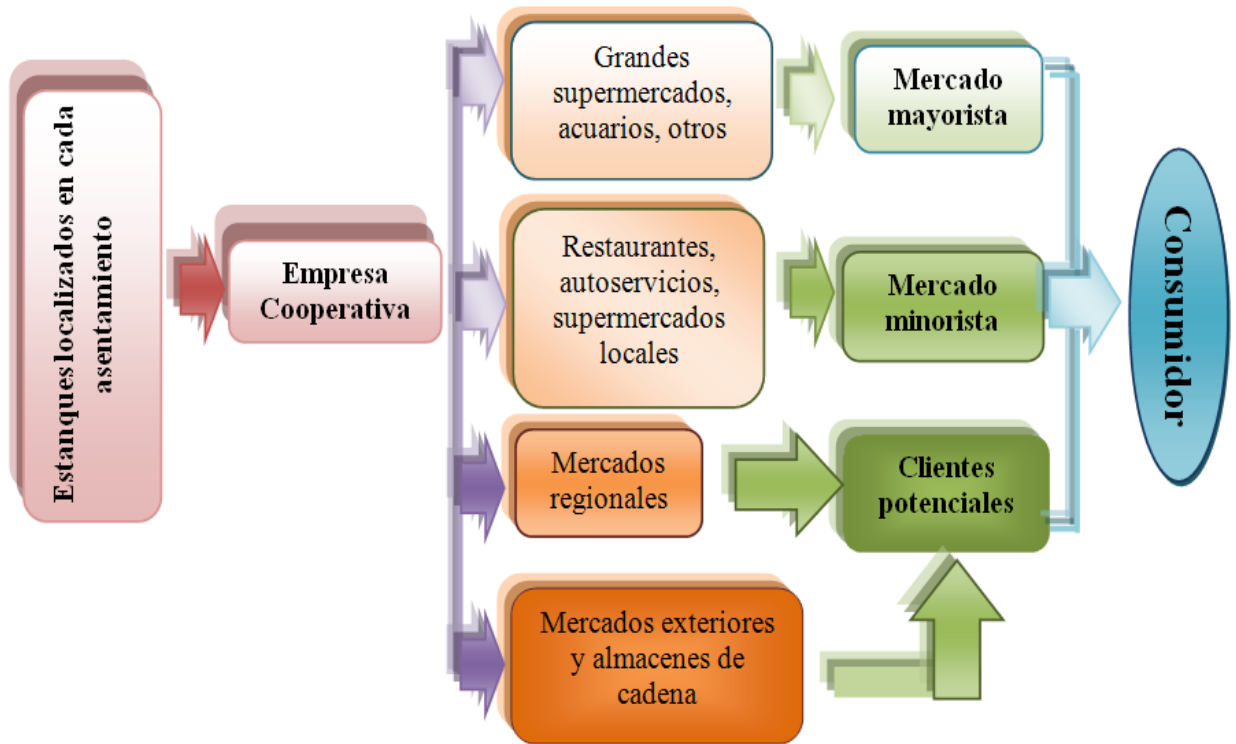 Estanques localizados en cada
asentamiento
Empresa
Cooperativa
Grandes
supermercados,
acuarios, otros
Mercado
mayorista
Restaurantes,
autoservicios,
supermercados
locales
Mercado
minorista
Mercados
regionales
Clientes
potenciales
Mercados exteriores
y almacenes de
cadena
Consumidor